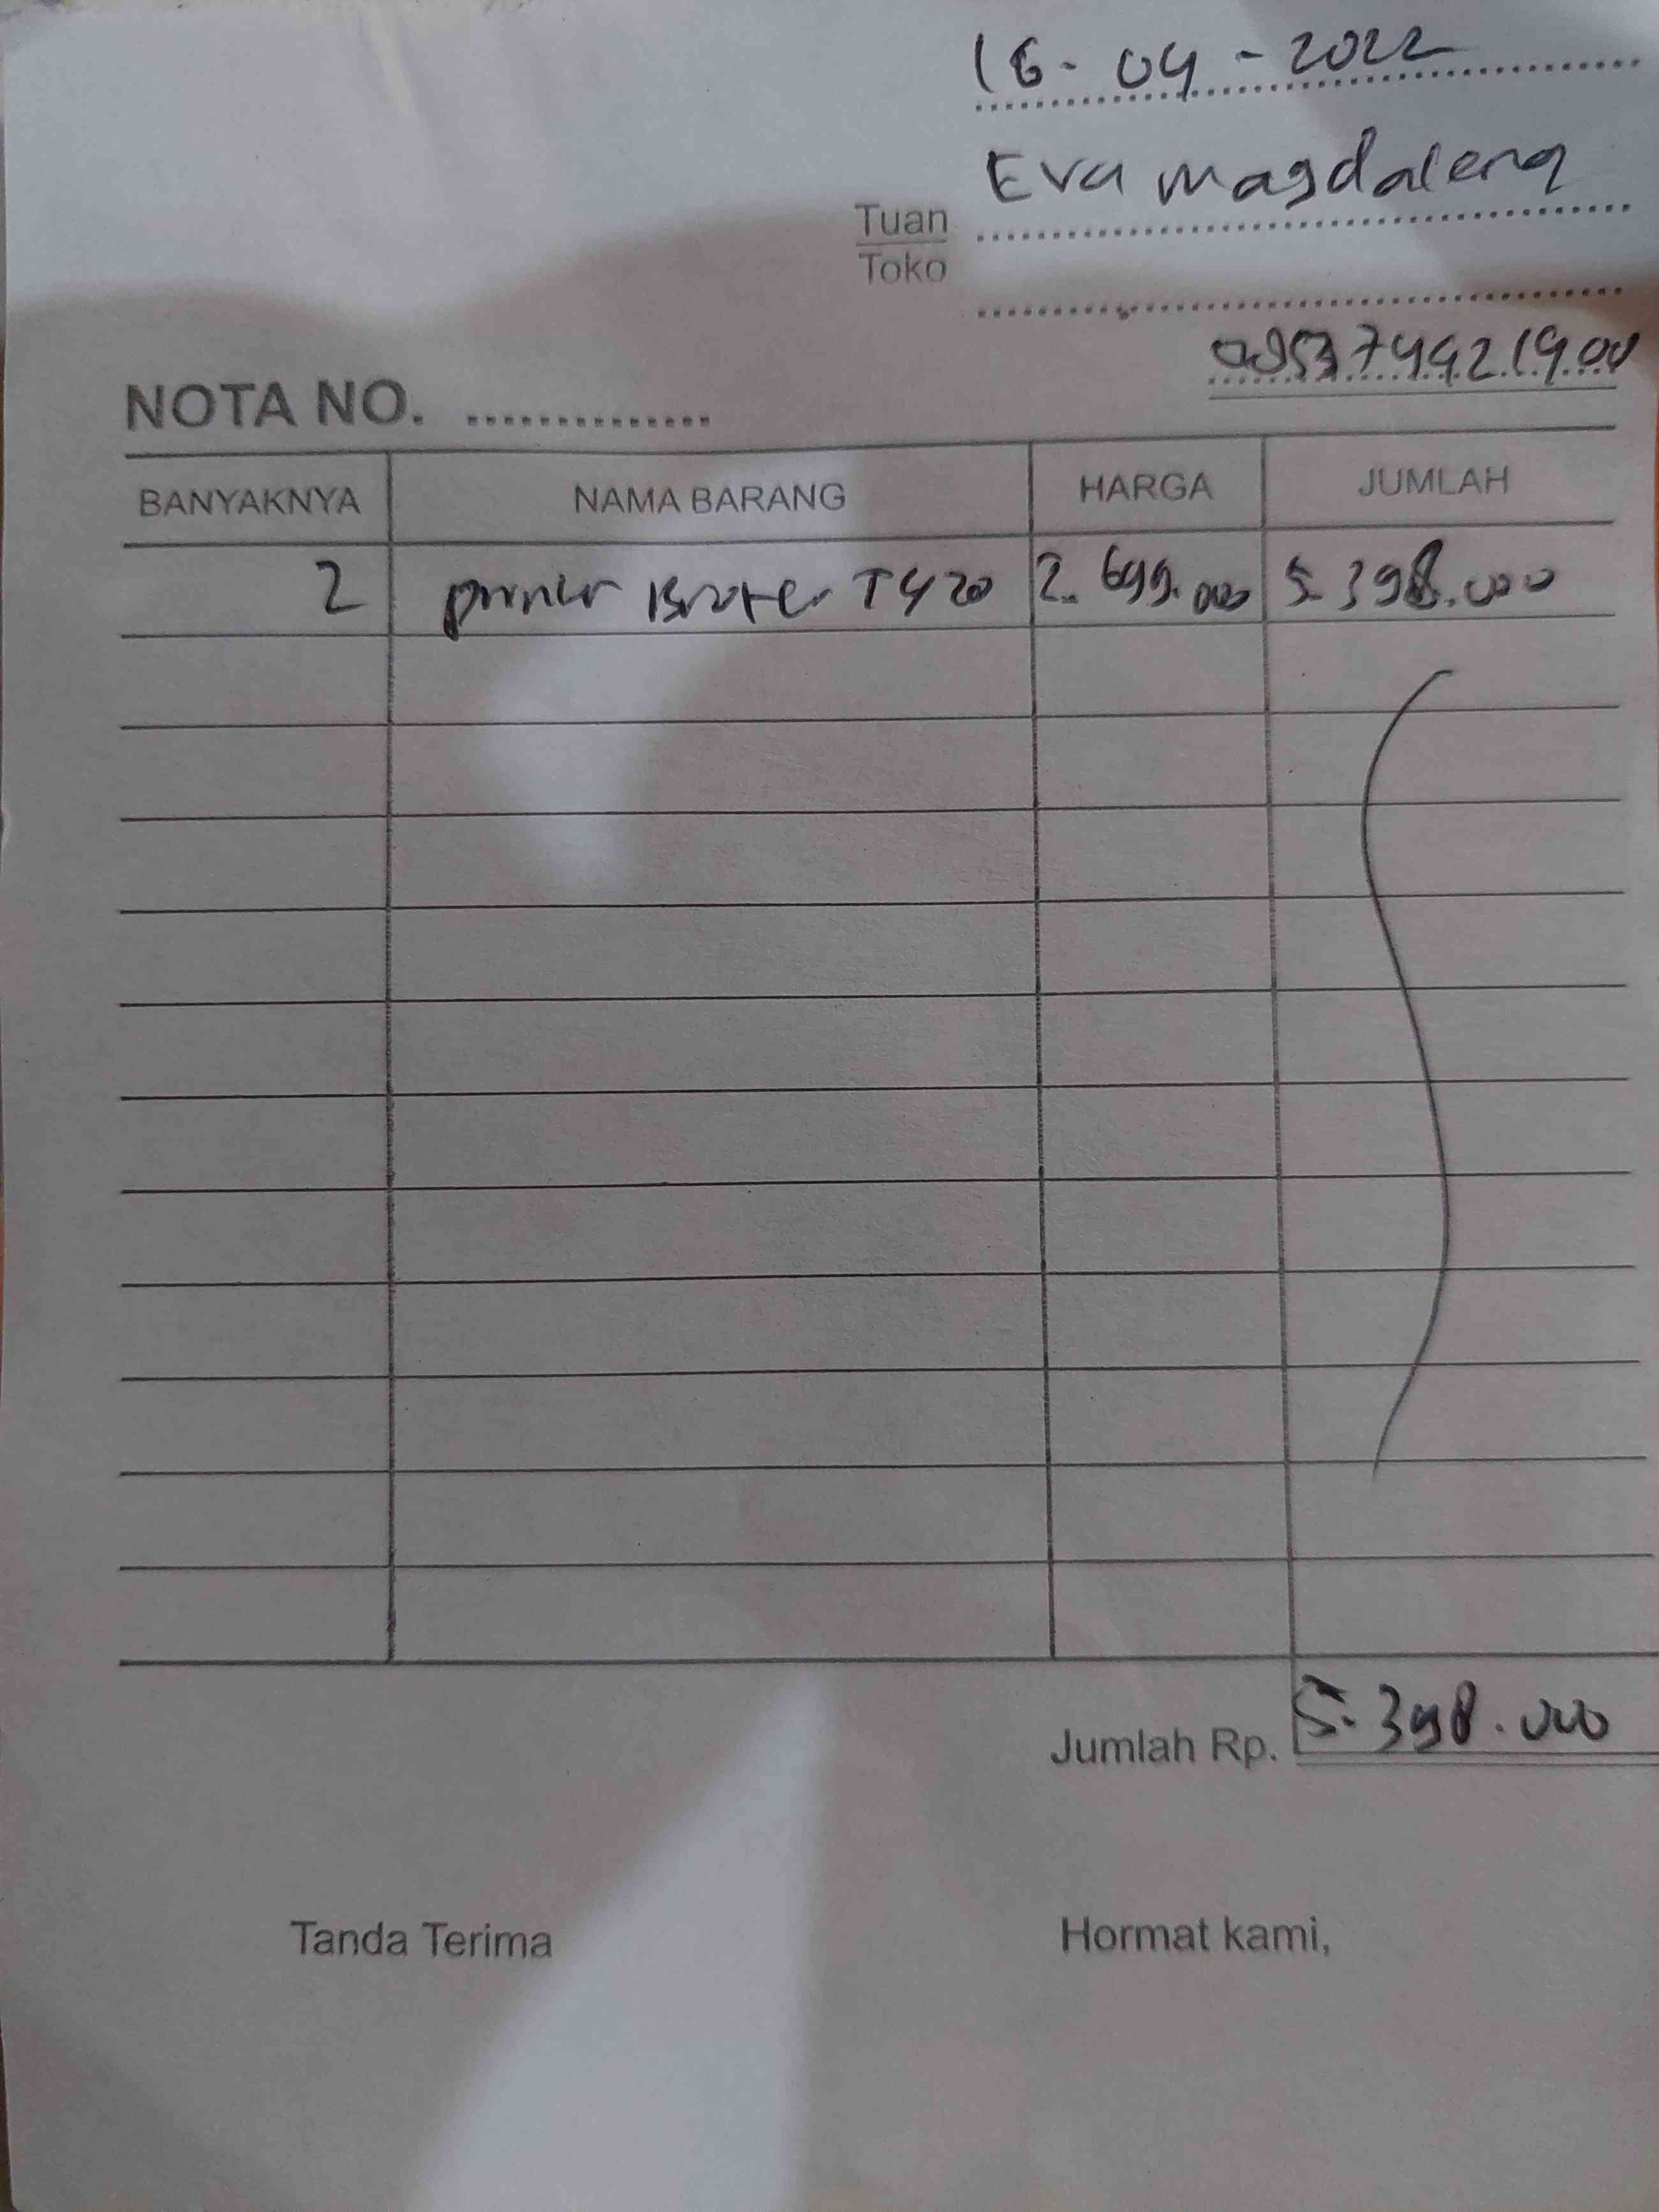 16-04-2022
Eva Magdalena
Tuan
Toko
NOTA NO. ..............
BANYAKNYA NAMA BARANG HARGA JUMLAH
2 printer Broter T420 2.699.000 5.398.000
Jumlah Rp. 5.398.000
Tanda Terima Hormat kami,